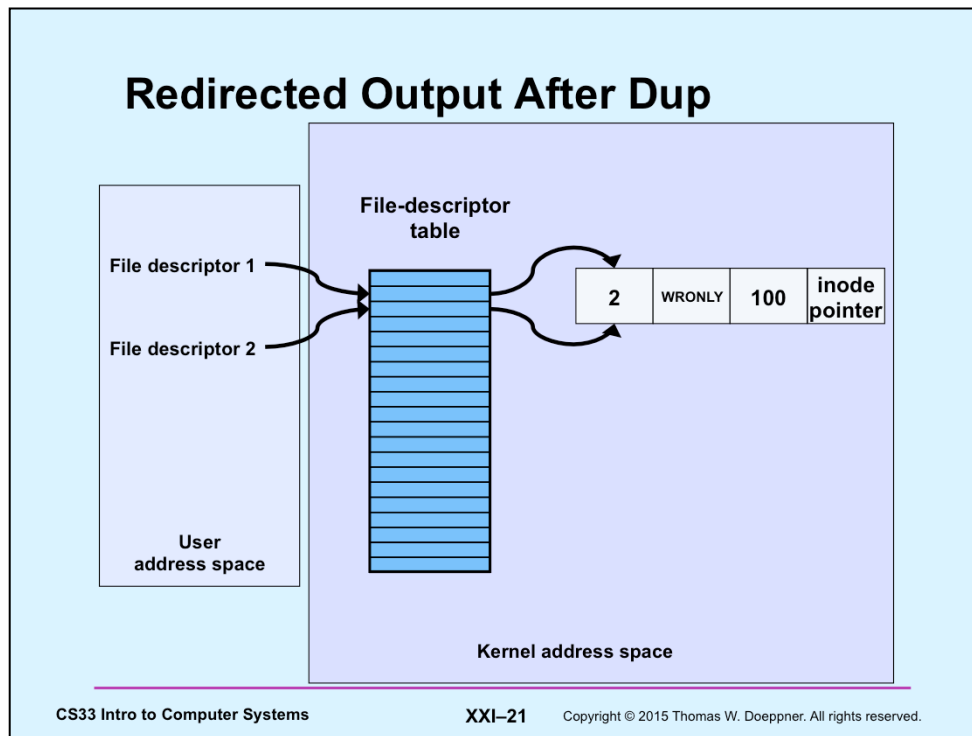 Redirected Output After Dup
File-descriptor
table
File descriptor 1
File descriptor 2
2
WRONLY
100
inode
pointer
User
address space
Kernel address space
CS33 Intro to Computer Systems
XXI–21
Copyright © 2015 Thomas W. Doeppner. All rights reserved.